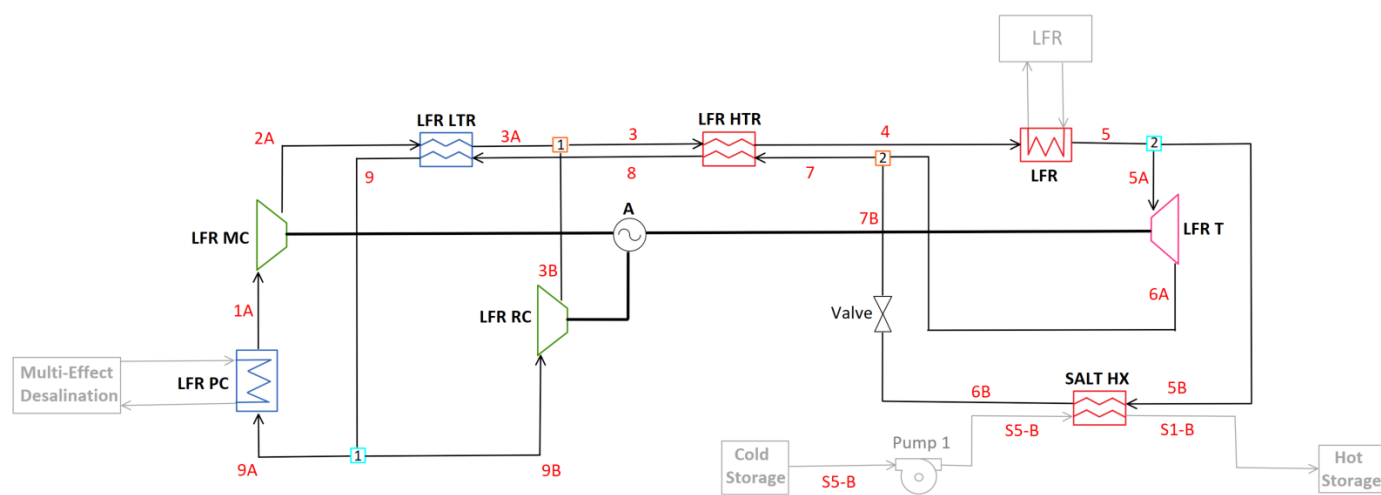 LFR
LFR LTR
LFR HTR
2A
3A
1
3
4
5
2
9
8
7
2
LFR
5A
A
7B
LFR MC
LFR T
3B
6A
1A
LFR RC
Valve
Multi-Effect
Desalination
LFR PC
SALT HX
6B
5B
S5-B
S1-B
Pump 1
Cold
Storage
Hot
Storage
9A
1
9B
S5-B